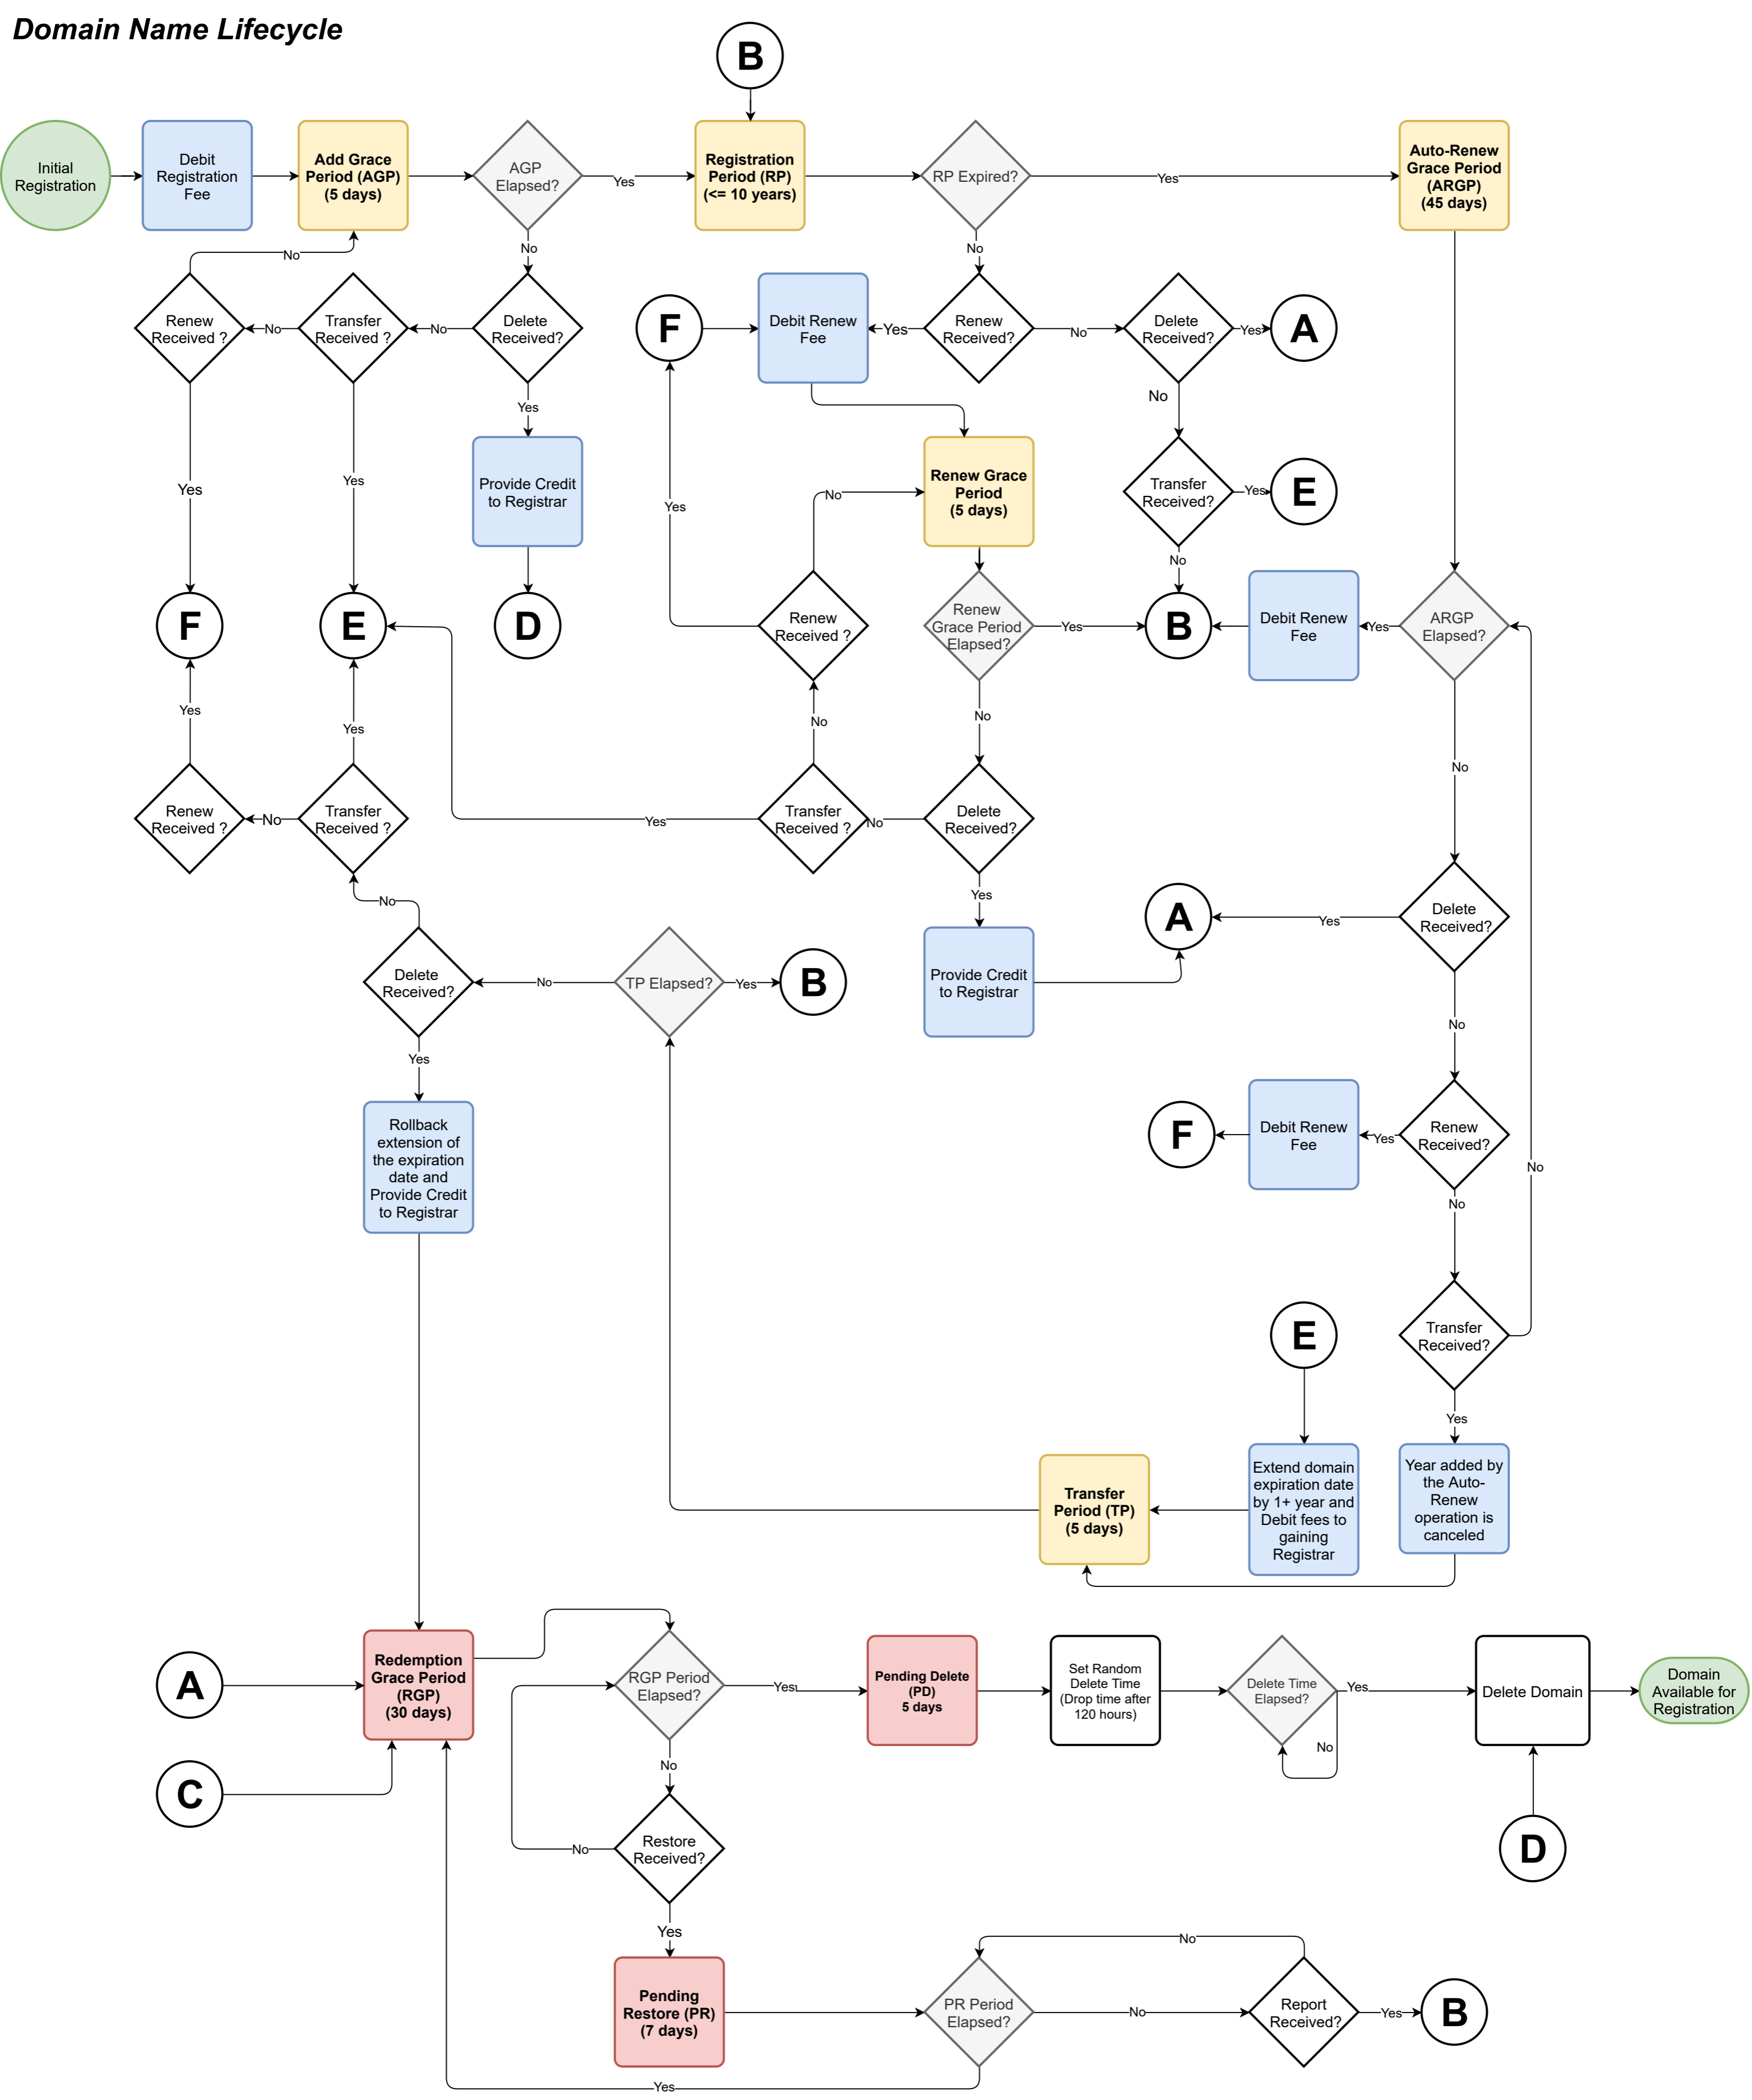 Domain Name Lifecycle
B
Initial
Registration
Debit
Registration
Fee
Add Grace
Period (AGP)
(5 days)
AGP
Elapsed?
Yes
Registration
Period (RP)
(<= 10 years)
RP Expired?
Yes
Auto-Renew
Grace Period
(ARGP)
(45 days)
No
No
No
Renew
Received ?
No
Transfer
Received ?
No
Delete
Received?
F
Debit Renew
Fee
Yes
Renew
Received?
No
Delete
Received?
Yes
A
Yes
No
Yes
Yes
Provide Credit
to Registrar
Yes
No
Renew Grace
Period
(5 days)
Transfer
Received?
Yes
E
No
F
E
D
Renew
Received ?
Renew
Grace Period
Elapsed?
Yes
B
Debit Renew
Fee
Yes
ARGP
Elapsed?
Yes
Yes
No
No
No
Renew
Received ?
No
Transfer
Received ?
Yes
Transfer
Received ?
No
Delete
Received?
No
Yes
A
Yes
Delete
Received?
Delete
Received?
No
TP Elapsed?
Yes
B
Provide Credit
to Registrar
No
Yes
Rollback
extension of
the expiration
date and
Provide Credit
to Registrar
F
Debit Renew
Fee
Yes
Renew
Received?
No
No
E
Transfer
Received?
Yes
Transfer
Period (TP)
(5 days)
Extend domain
expiration date
by 1+ year and
Debit fees to
gaining
Registrar
Year added by
the Auto-
Renew
operation is
canceled
A
Redemption
Grace Period
(RGP)
(30 days)
RGP Period
Elapsed?
Yes
Pending Delete
(PD)
5 days
Set Random
Delete Time
(Drop time after
120 hours)
Delete Time
Elapsed?
Yes
No
Delete Domain
Domain
Available for
Registration
C
No
No
Restore
Received?
D
Yes
No
Pending
Restore (PR)
(7 days)
PR Period
Elapsed?
No
Report
Received?
Yes
B
Yes